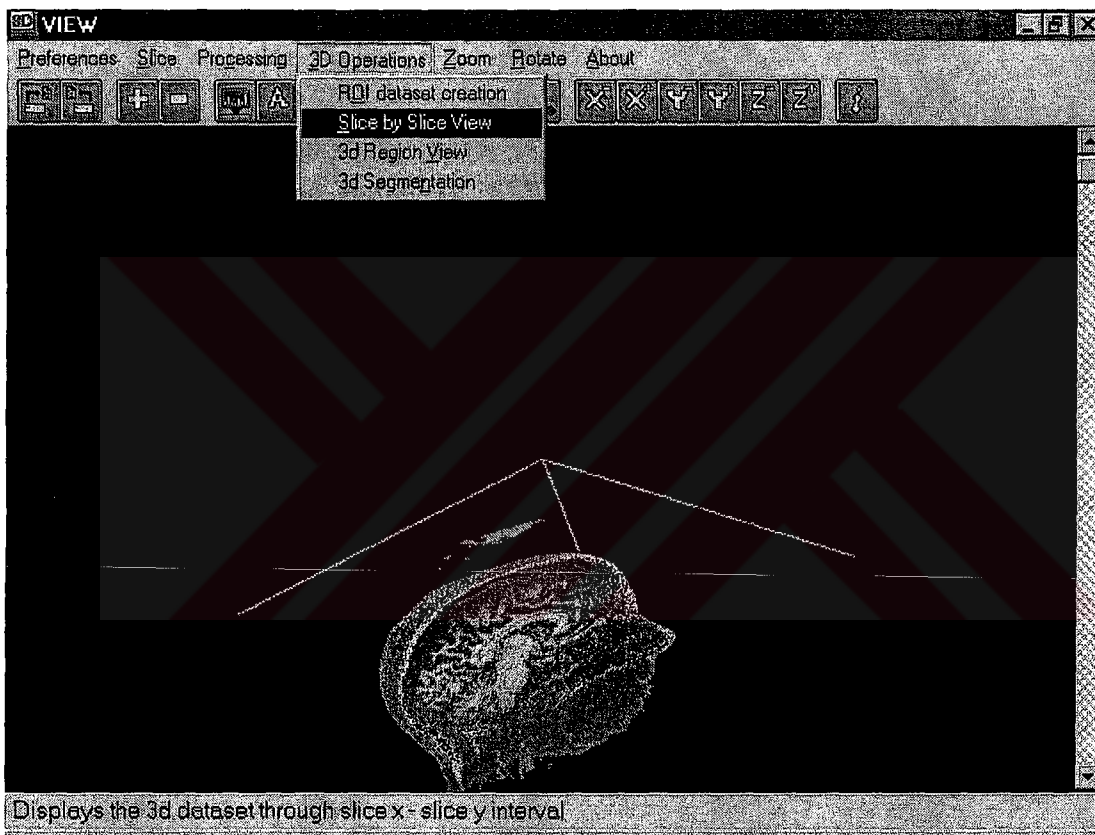 3D VIEW
Preferences Slice Processing 3D Operations Zoom Rotate About
A X X Y Y Z Z
ROI dataset creation
Slice by Slice View
3d Region View
3d Segmentation
Displays the 3d dataset through slice x - slice y interval